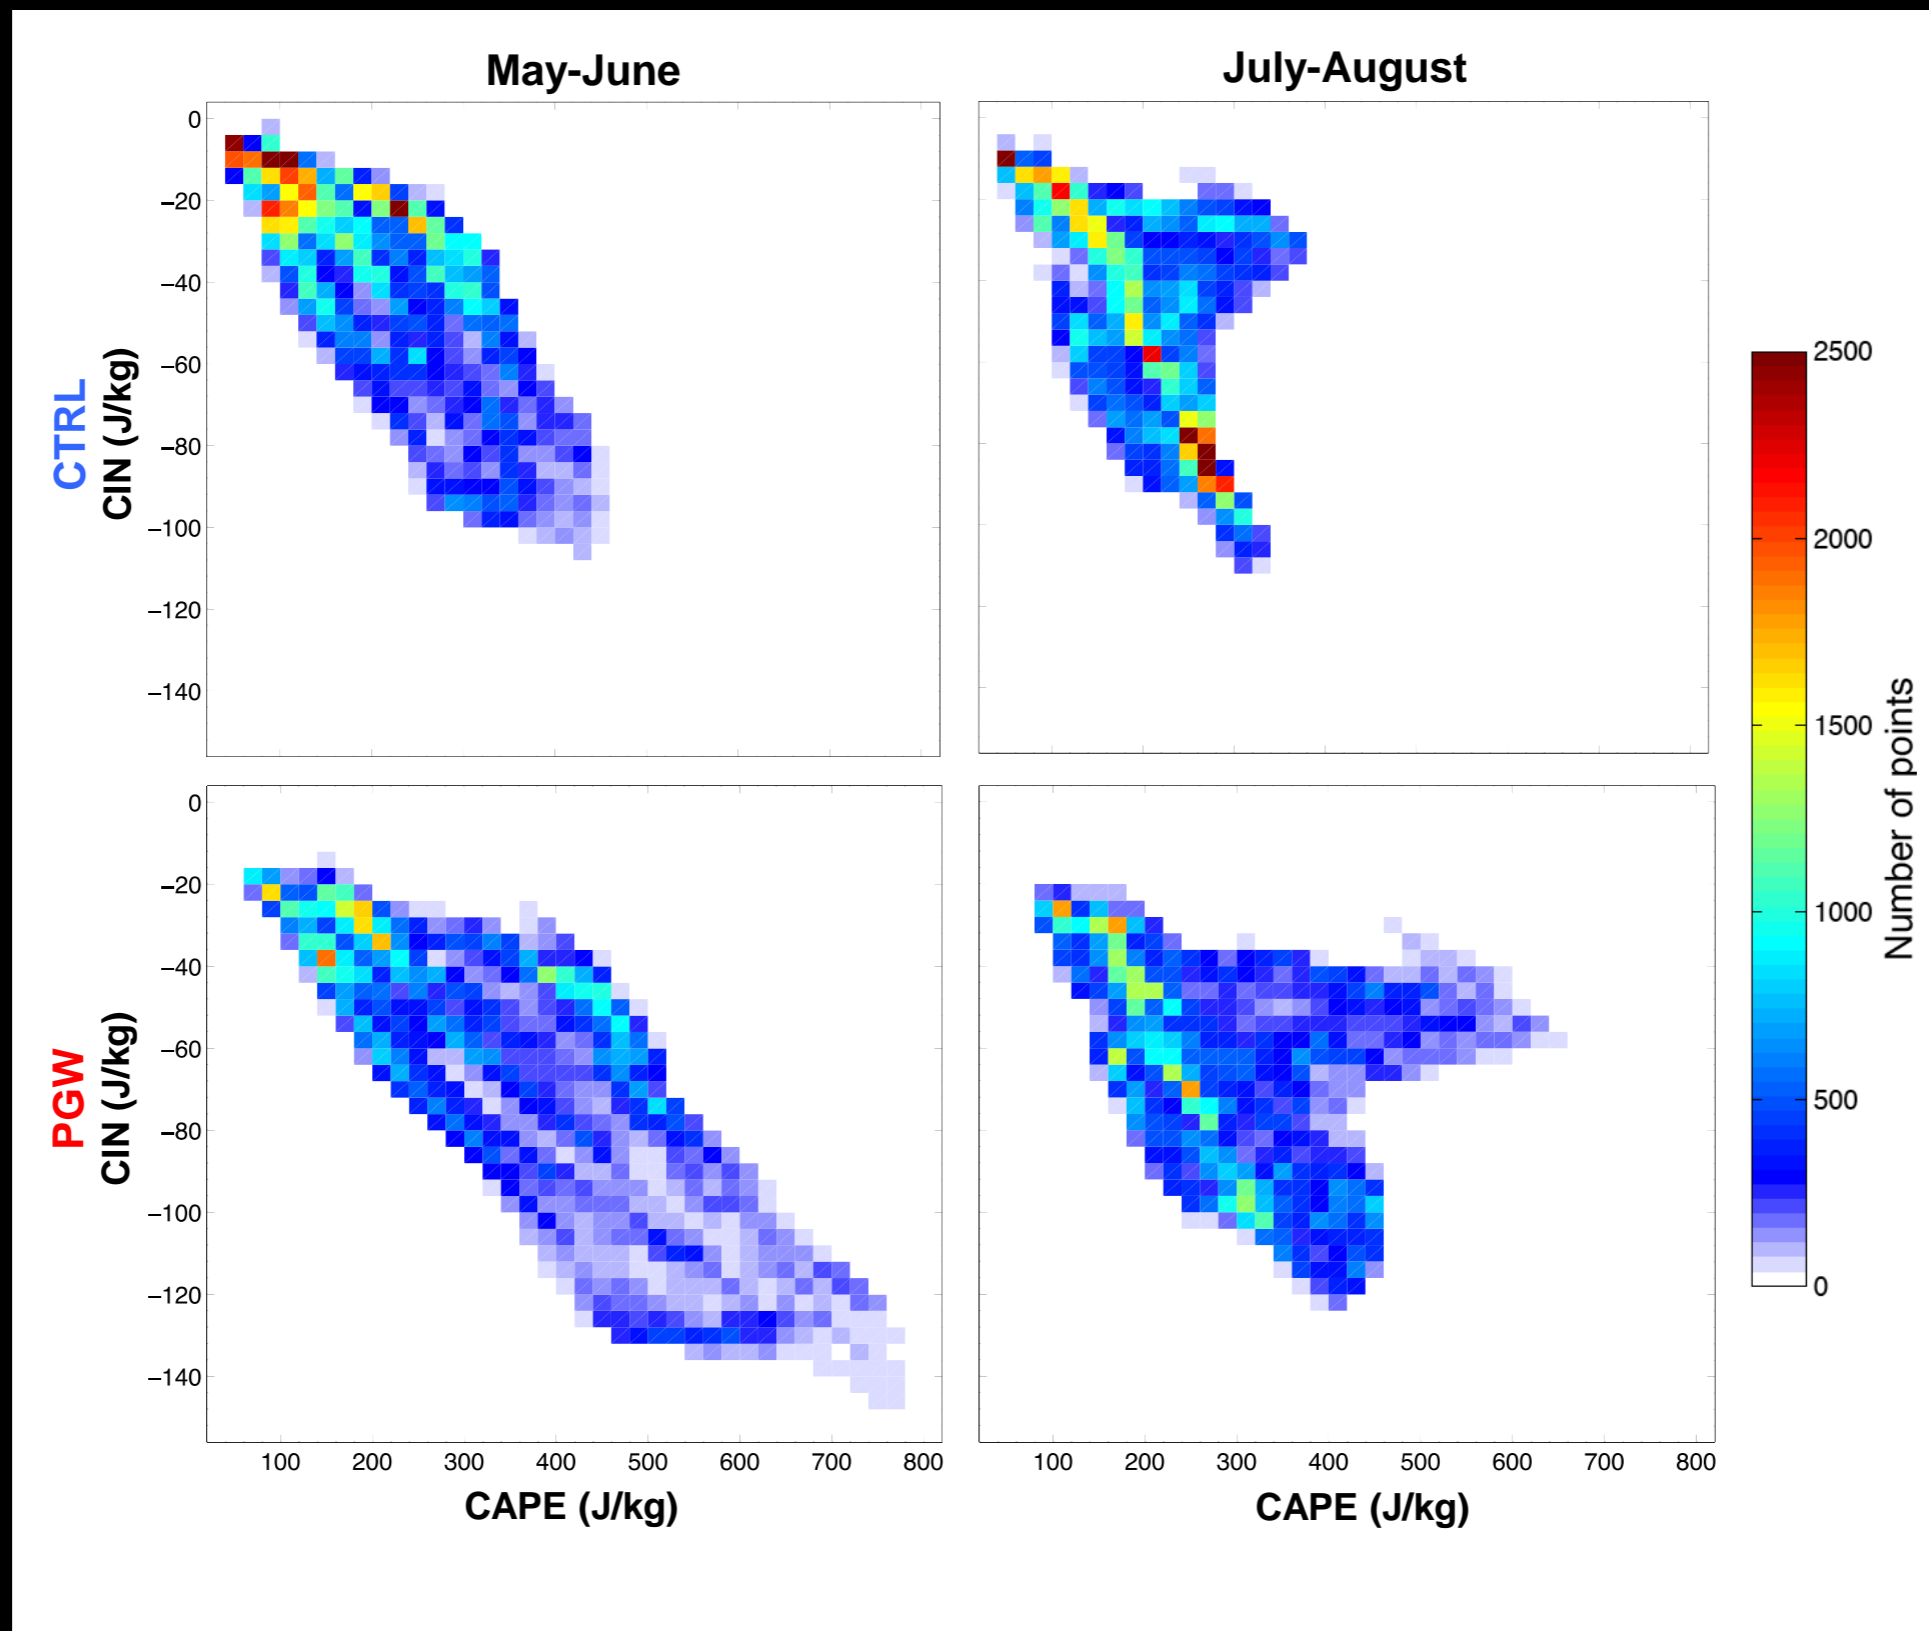 May-June
July-August
CTRL
CIN (J/kg)
0
−20
−40
−60
−80
−100
−120
−140
PGW
CIN (J/kg)
0
−20
−40
−60
−80
−100
−120
−140
100 200 300 400 500 600 700 800
CAPE (J/kg)
100 200 300 400 500 600 700 800
CAPE (J/kg)
2500
2000
1500
1000
500
0
Number of points